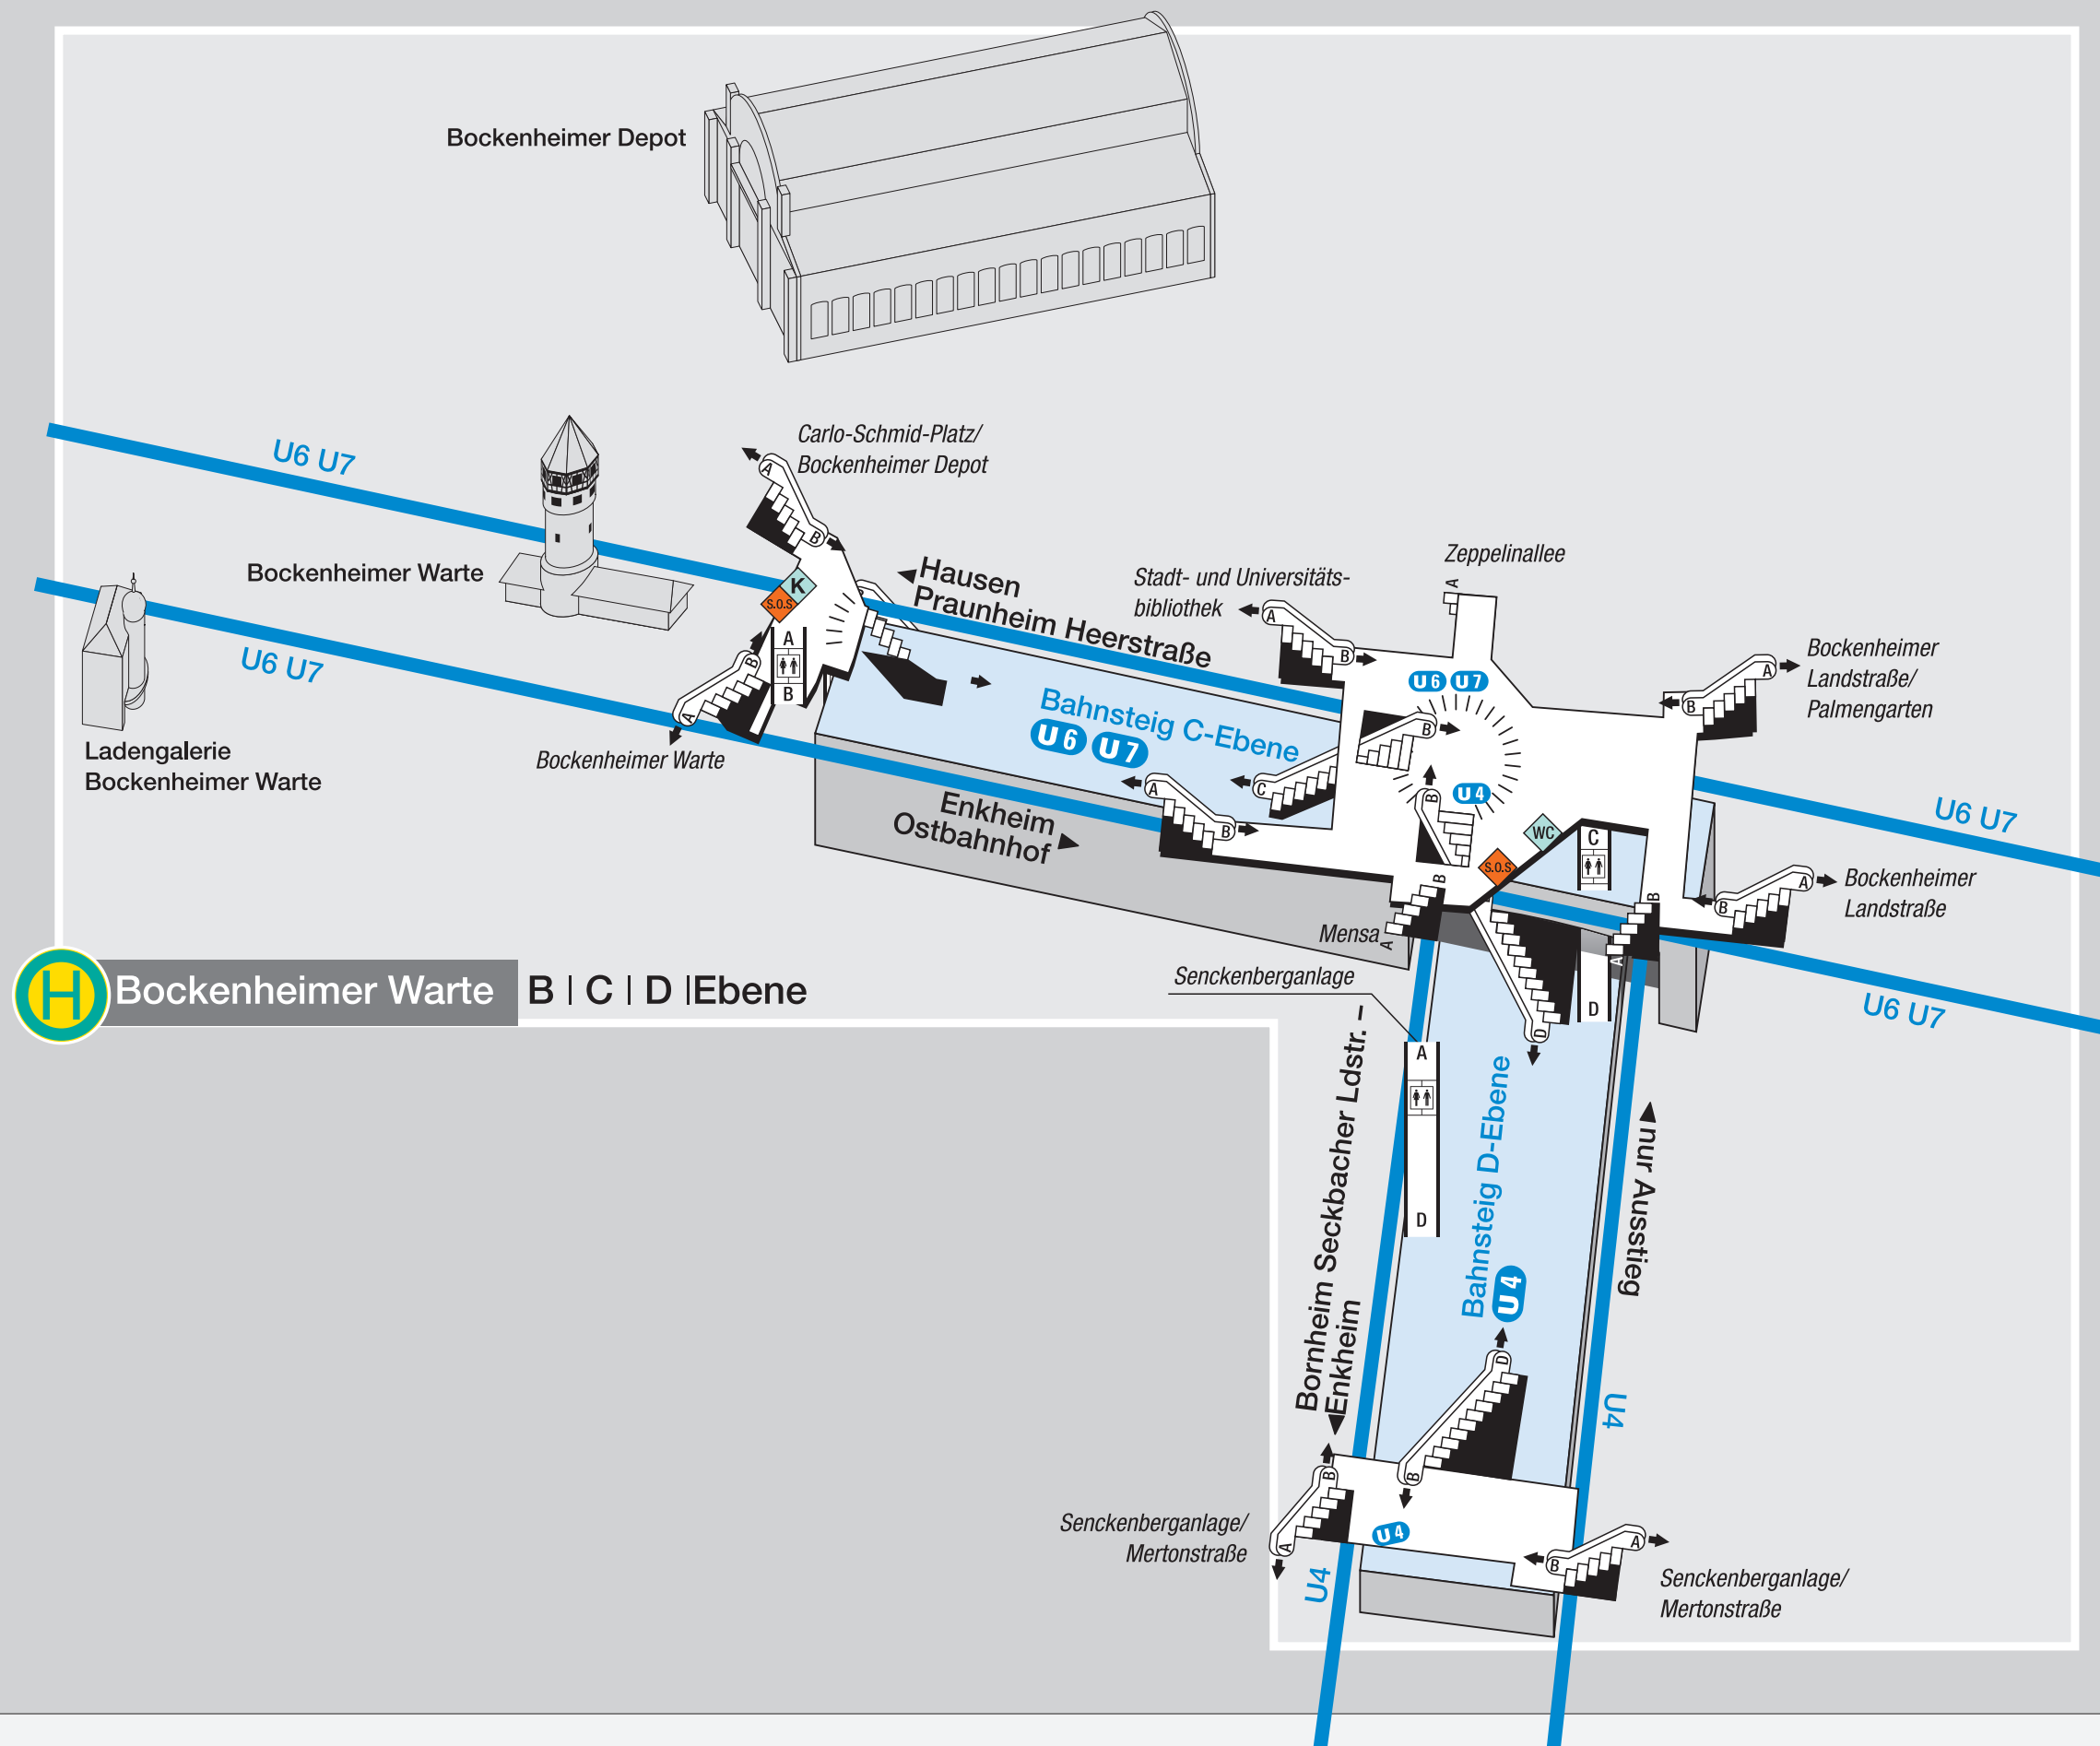 Bockenheimer Depot
Carlo-Schmid-Platz/
Bockenheimer Depot
U6 U7
A
B
Bockenheimer Warte
K
S.O.S
A
B
B
A
U6 U7
Bockenheimer Warte
Ladengalerie
Bockenheimer Warte
Hausen
Praunheim Heerstraße
Bahnsteig C-Ebene
U6 U7
Enkheim
Ostbahnhof
A
B
C
B
Stadt- und Universitäts-
bibliothek
A
B
Zeppelinallee
A
U6 U7
B
U4
WC
S.O.S
C
D
Bockenheimer
Landstraße/
Palmengarten
A
B
U6 U7
Bockenheimer
Landstraße
A
B
U6 U7
Mensa
A
B
B
A
D
Senckenberganlage
A
D
H
Bockenheimer Warte B | C | D |Ebene
Bornheim Seckbacher Ldstr. –
Enkheim
Bahnsteig D-Ebene
U4
nur Ausstieg
U4
D
B
B
A
U4
Senckenberganlage/
Mertonstraße
U4
A
B
Senckenberganlage/
Mertonstraße